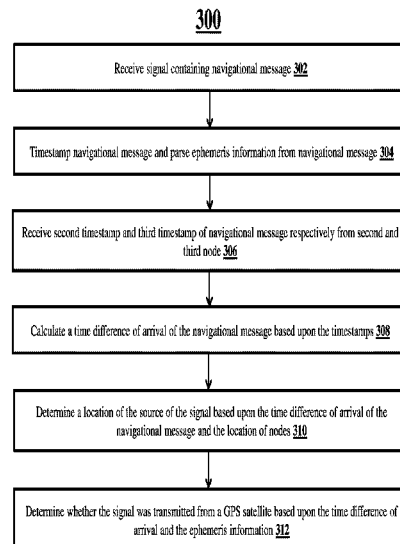 300
Receive signal containing navigational message 302
Timestamp navigational message and parse ephemeris information from navigational message 304
Receive second timestamp and third timestamp of navigational message respectively from second and
third node 306
Calculate a time difference of arrival of the navigational message based upon the timestamps 308
Determine a location of the source of the signal based upon the time difference of arrival of the
navigational message and the location of nodes 310
Determine whether the signal was transmitted from a GPS satellite based upon the time difference of
arrival and the ephemeris information 312